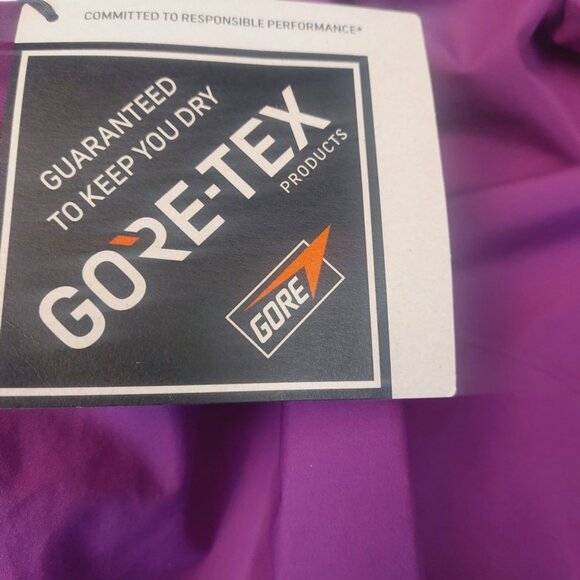 COMMITTED TO RESPONSIBLE PERFORMANCE*
GUARANTEED
TO KEEP YOU DRY
GORE-TEX
PRODUCTS
GORE